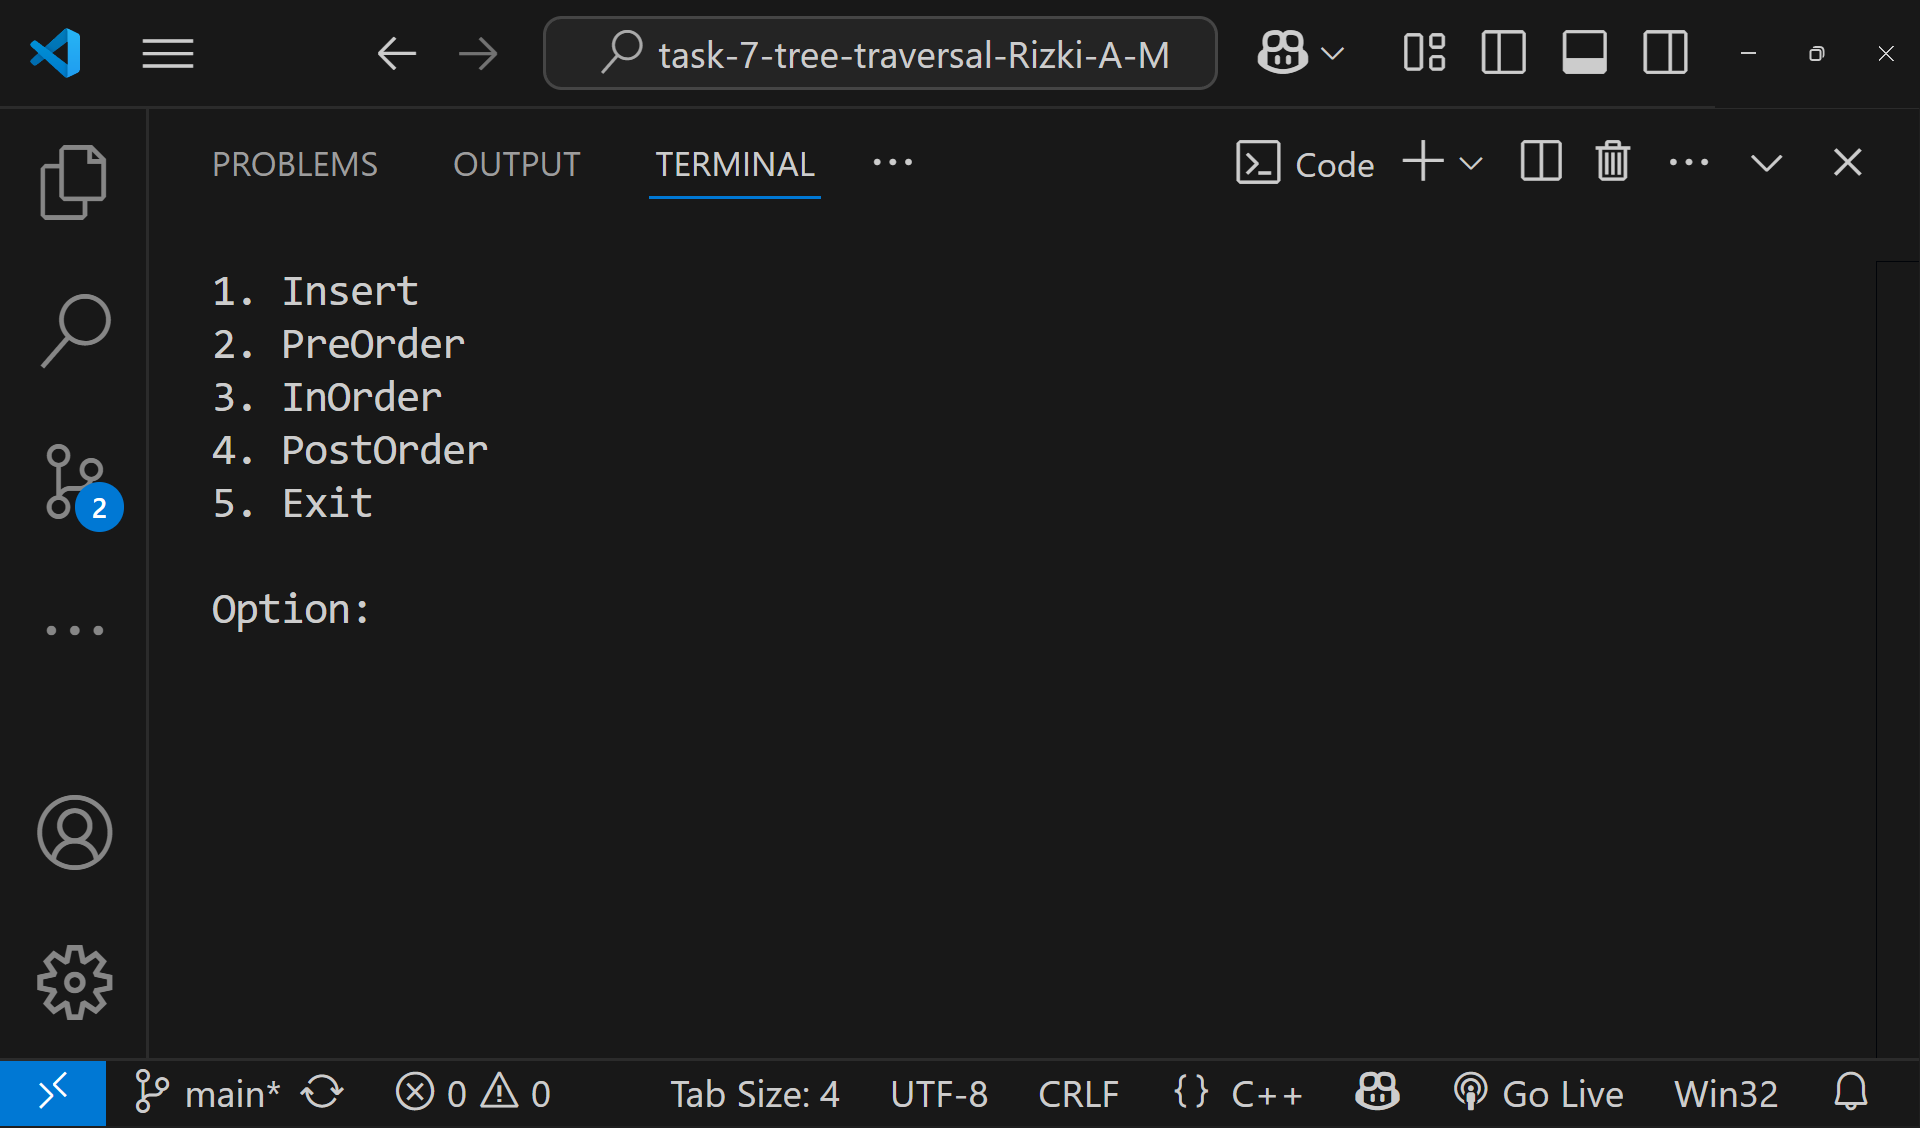 task-7-tree-traversal-Rizki-A-M
PROBLEMS OUTPUT TERMINAL ··· Code
1. Insert
2. PreOrder
3. InOrder
4. PostOrder
5. Exit
Option:
2
main* 0 0 Tab Size: 4 UTF-8 CRLF {} C++ Go Live Win32